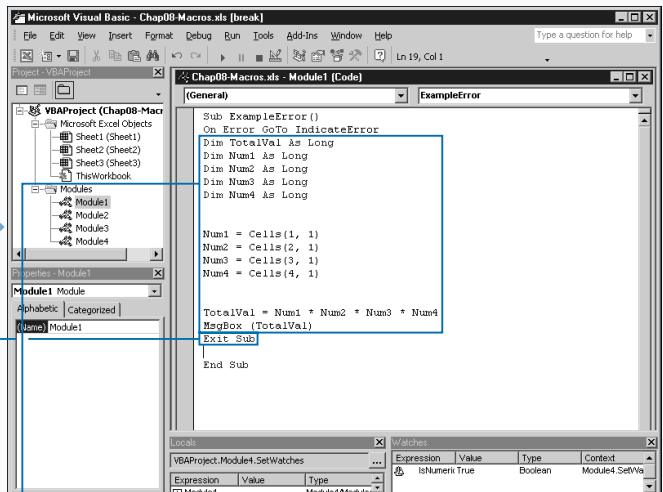 Microsoft Visual Basic - Chap08-Macros.xls [break]
File Edit View Insert Format Debug Run Tools Add-Ins Window Help
Type a question for help
Ln 19, Col 1
Project - VBAProject
VBAProject (Chap08-Macr
Microsoft Excel Objects
Sheet1 (Sheet1)
Sheet2 (Sheet2)
Sheet3 (Sheet3)
ThisWorkbook
Modules
Module1
Module2
Module3
Module4
Properties - Module1
Module1 Module
Alphabetic Categorized
(Name) Module1
Chap08-Macros.xls - Module1 (Code)
(General) ExampleError
Sub ExampleError()
On Error GoTo IndicateError
Dim TotalVal As Long
Dim Num1 As Long
Dim Num2 As Long
Dim Num3 As Long
Dim Num4 As Long
Num1 = Cells(1, 1)
Num2 = Cells(2, 1)
Num3 = Cells(3, 1)
Num4 = Cells(4, 1)
TotalVal = Num1 * Num2 * Num3 * Num4
MsgBox (TotalVal)
Exit Sub
End Sub
Locals
VBAProject.Module4.SetWatches
...
Expression Value Type
Module4 Module4/Module
Watches
Expression Value Type Context
IsNumeric True Boolean Module4.SetWa